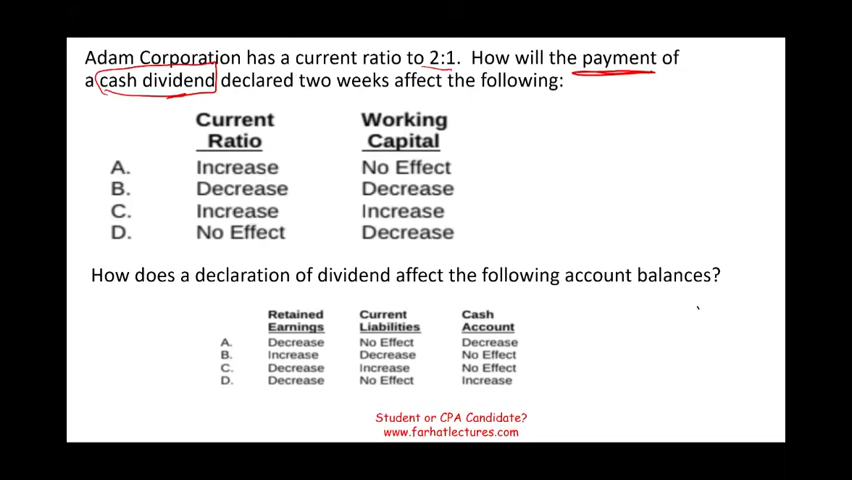 Adam Corporation has a current ratio to 2:1. How will the payment of
a cash dividend declared two weeks affect the following:
Current Working
Ratio Capital
A. Increase No Effect
B. Decrease Decrease
C. Increase Increase
D. No Effect Decrease
How does a declaration of dividend affect the following account balances?
Retained Current Cash
Earnings Liabilities Account
A. Decrease No Effect Decrease
B. Increase Decrease No Effect
C. Decrease Increase No Effect
D. Decrease No Effect Increase
Student or CPA Candidate?
www.farhatlectures.com